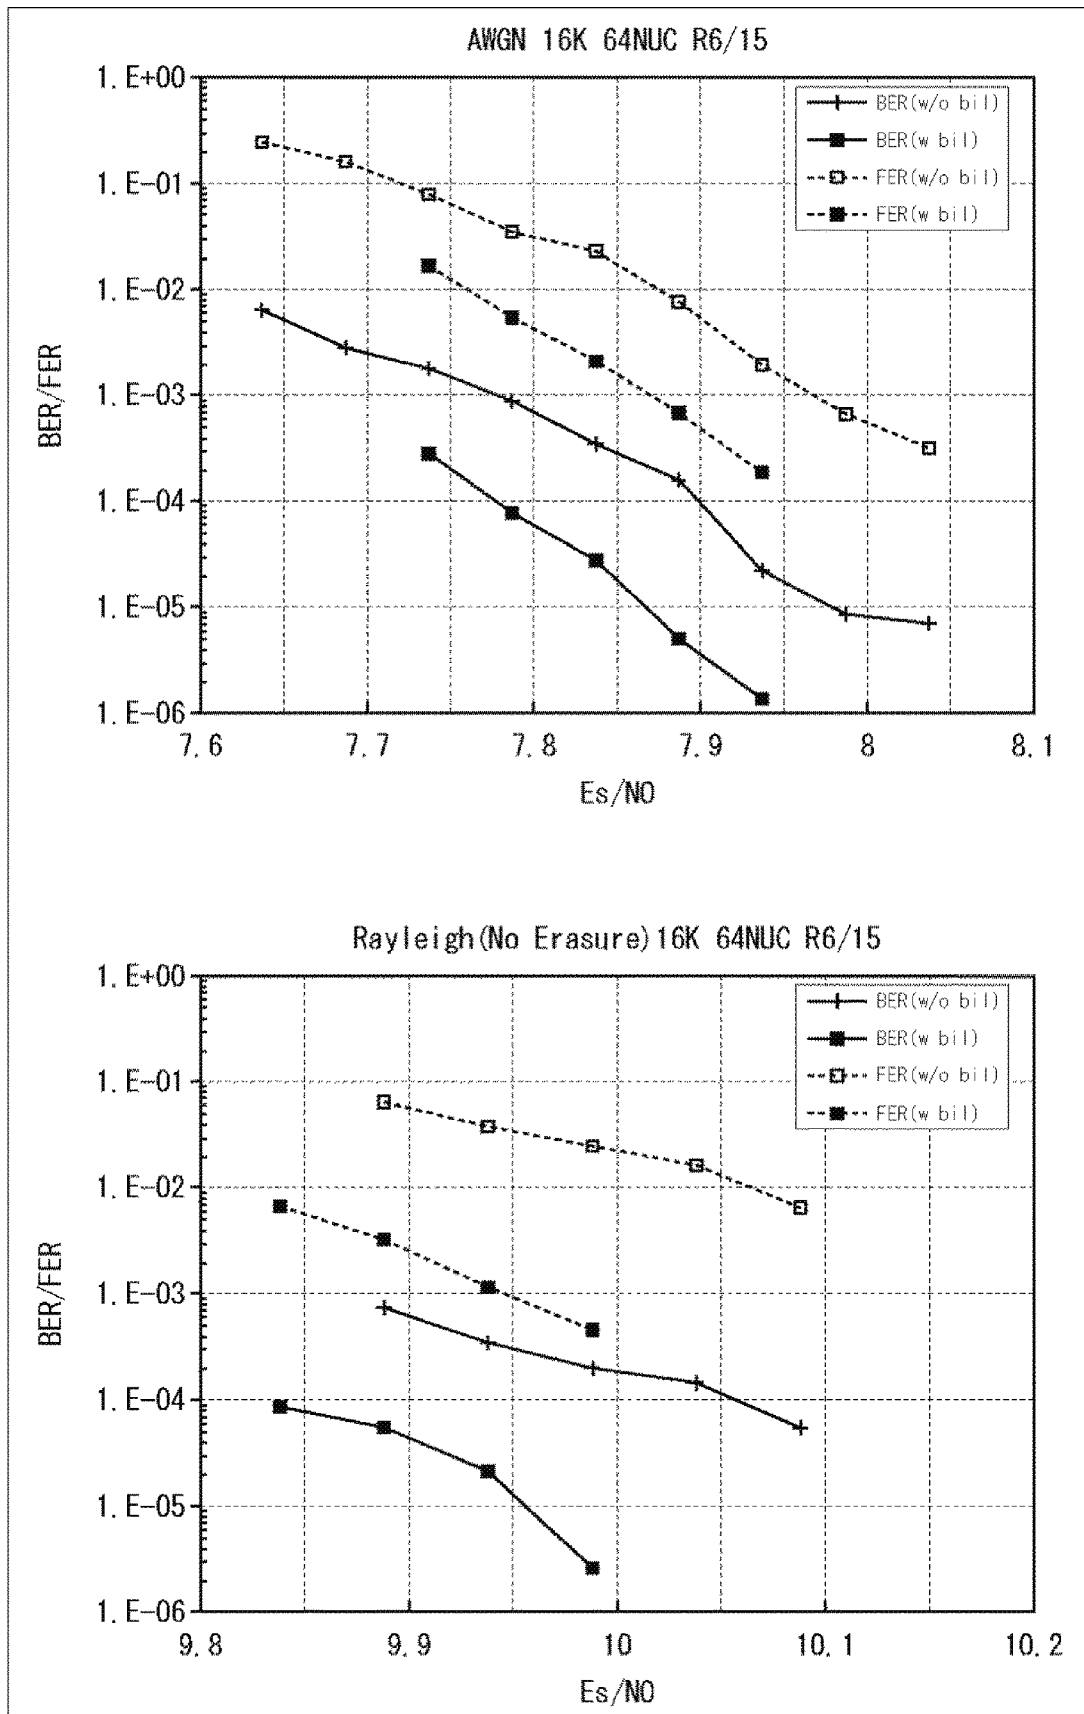 AWGN 16K 64NUC R6/15
1.E+00
1.E-01
1.E-02
1.E-03
1.E-04
1.E-05
1.E-06
BER/FER
BER(w/o bil)
BER(w bil)
FER(w/o bil)
FER(w bil)
7.6 7.7 7.8 7.9 8 8.1
Es/N0
Rayleigh(No Erasure)16K 64NUC R6/15
1.E+00
1.E-01
1.E-02
1.E-03
1.E-04
1.E-05
1.E-06
BER/FER
BER(w/o bil)
BER(w bil)
FER(w/o bil)
FER(w bil)
9.8 9.9 10 10.1 10.2
Es/N0